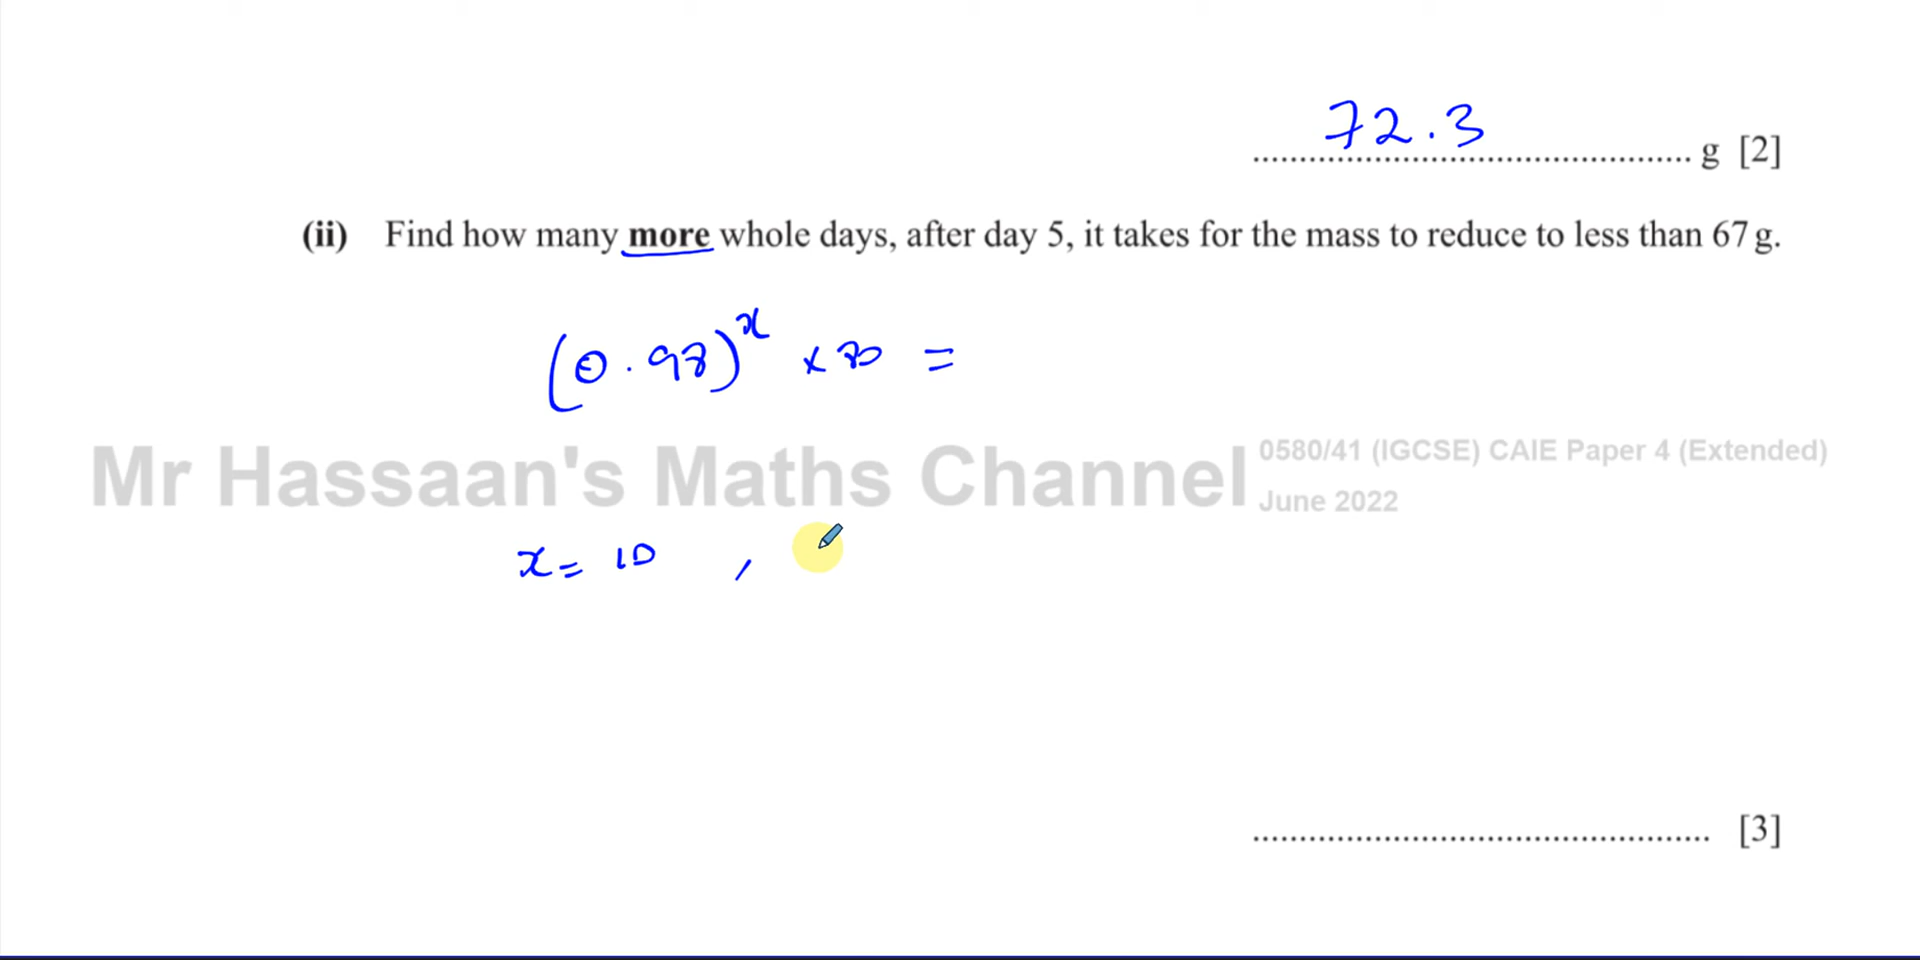 72.3
g [2]
(ii) Find how many more whole days, after day 5, it takes for the mass to reduce to less than 67 g.
(0.98)^x × 80 =
Mr Hassaan's Maths Channel
0580/41 (IGCSE) CAIE Paper 4 (Extended)
June 2022
x = 10 ,
[3]